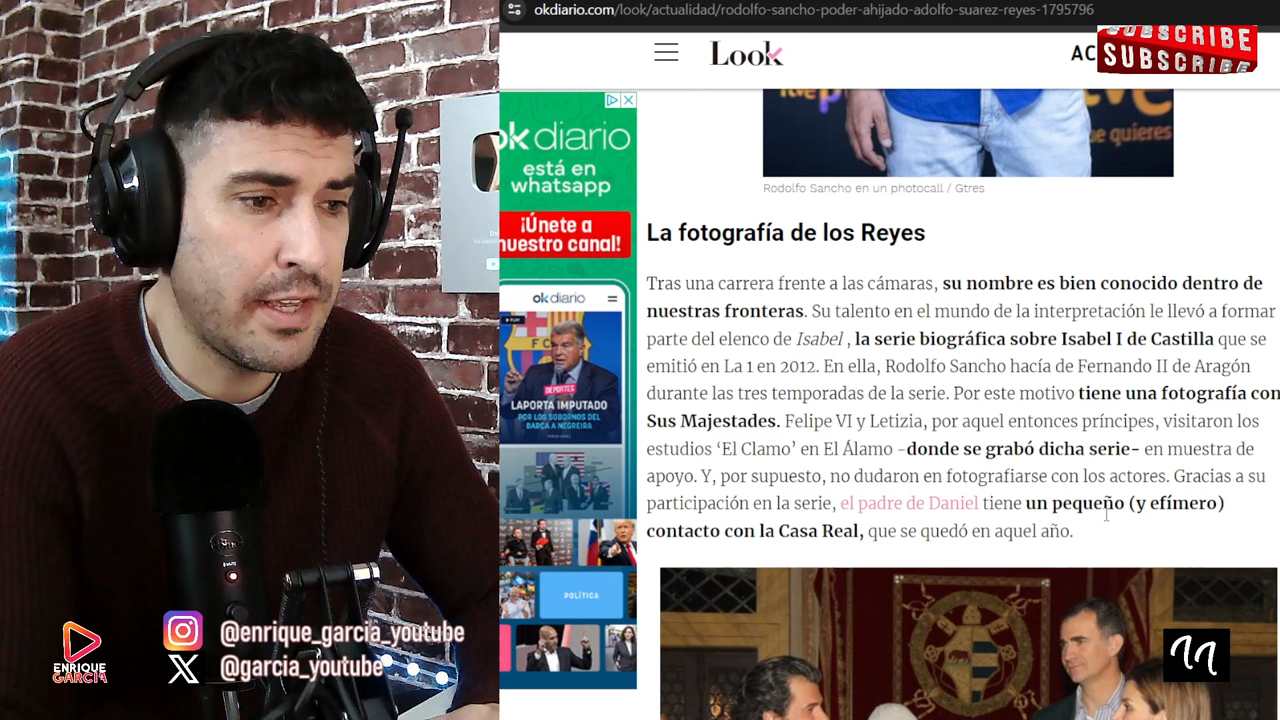 okdiario.com/look/actualidad/rodolfo-sancho-poder-ahijado-adolfo-suarez-reyes-1795796
Look
AC
SUBSCRIBE
SUBSCRIBE
ok diario
está en
whatsapp
¡Únete a
nuestro canal!
okdiario
DEPORTES
LAPORTA IMPUTADO
POR LOS SOBORNOS DEL
BARÇA A NEGREIRA
POLÍTICA
e quieres
Rodolfo Sancho en un photocall / Gtres
La fotografía de los Reyes
Tras una carrera frente a las cámaras, su nombre es bien conocido dentro de
nuestras fronteras. Su talento en el mundo de la interpretación le llevó a formar
parte del elenco de Isabel , la serie biográfica sobre Isabel I de Castilla que se
emitió en La 1 en 2012. En ella, Rodolfo Sancho hacía de Fernando II de Aragón
durante las tres temporadas de la serie. Por este motivo tiene una fotografía con
Sus Majestades. Felipe VI y Letizia, por aquel entonces príncipes, visitaron los
estudios ‘El Clamo’ en El Álamo -donde se grabó dicha serie- en muestra de
apoyo. Y, por supuesto, no dudaron en fotografiarse con los actores. Gracias a su
participación en la serie, el padre de Daniel tiene un pequeño (y efímero)
contacto con la Casa Real, que se quedó en aquel año.
ENRIQUE
GARCIA
@enrique_garcia_youtube
@garcia_youtube